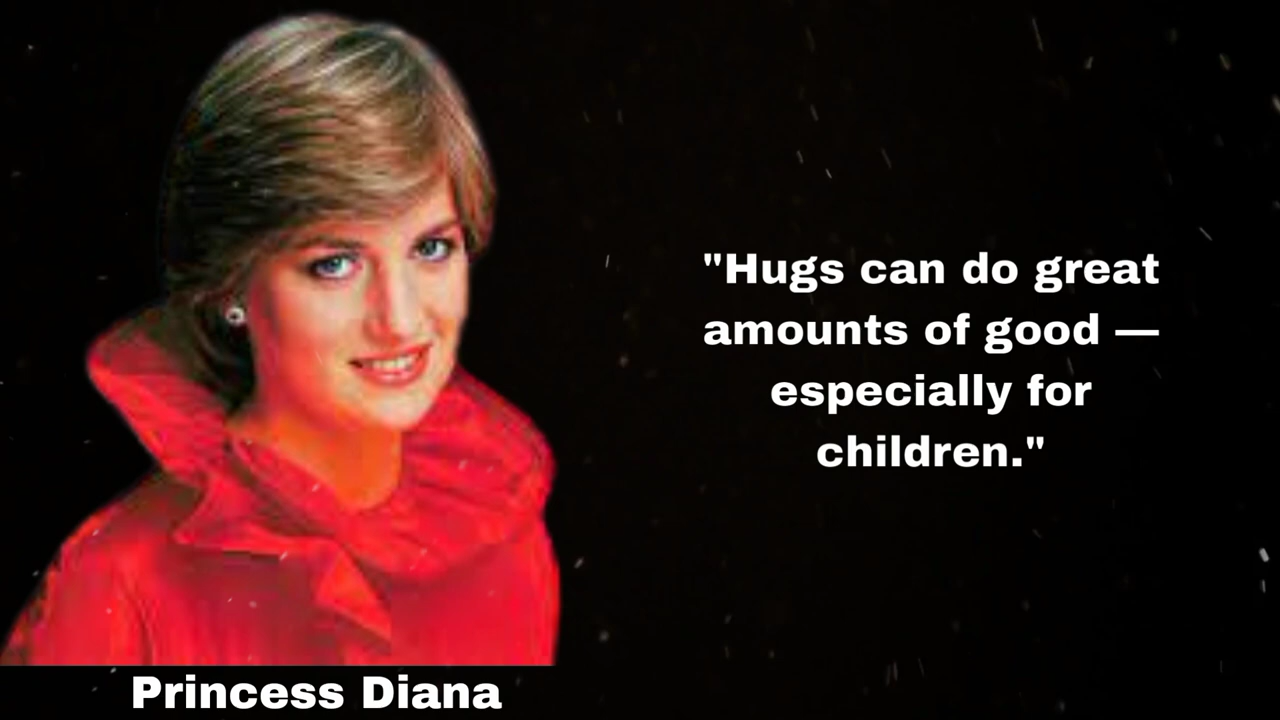 "Hugs can do great
amounts of good —
especially for
children."
Princess Diana